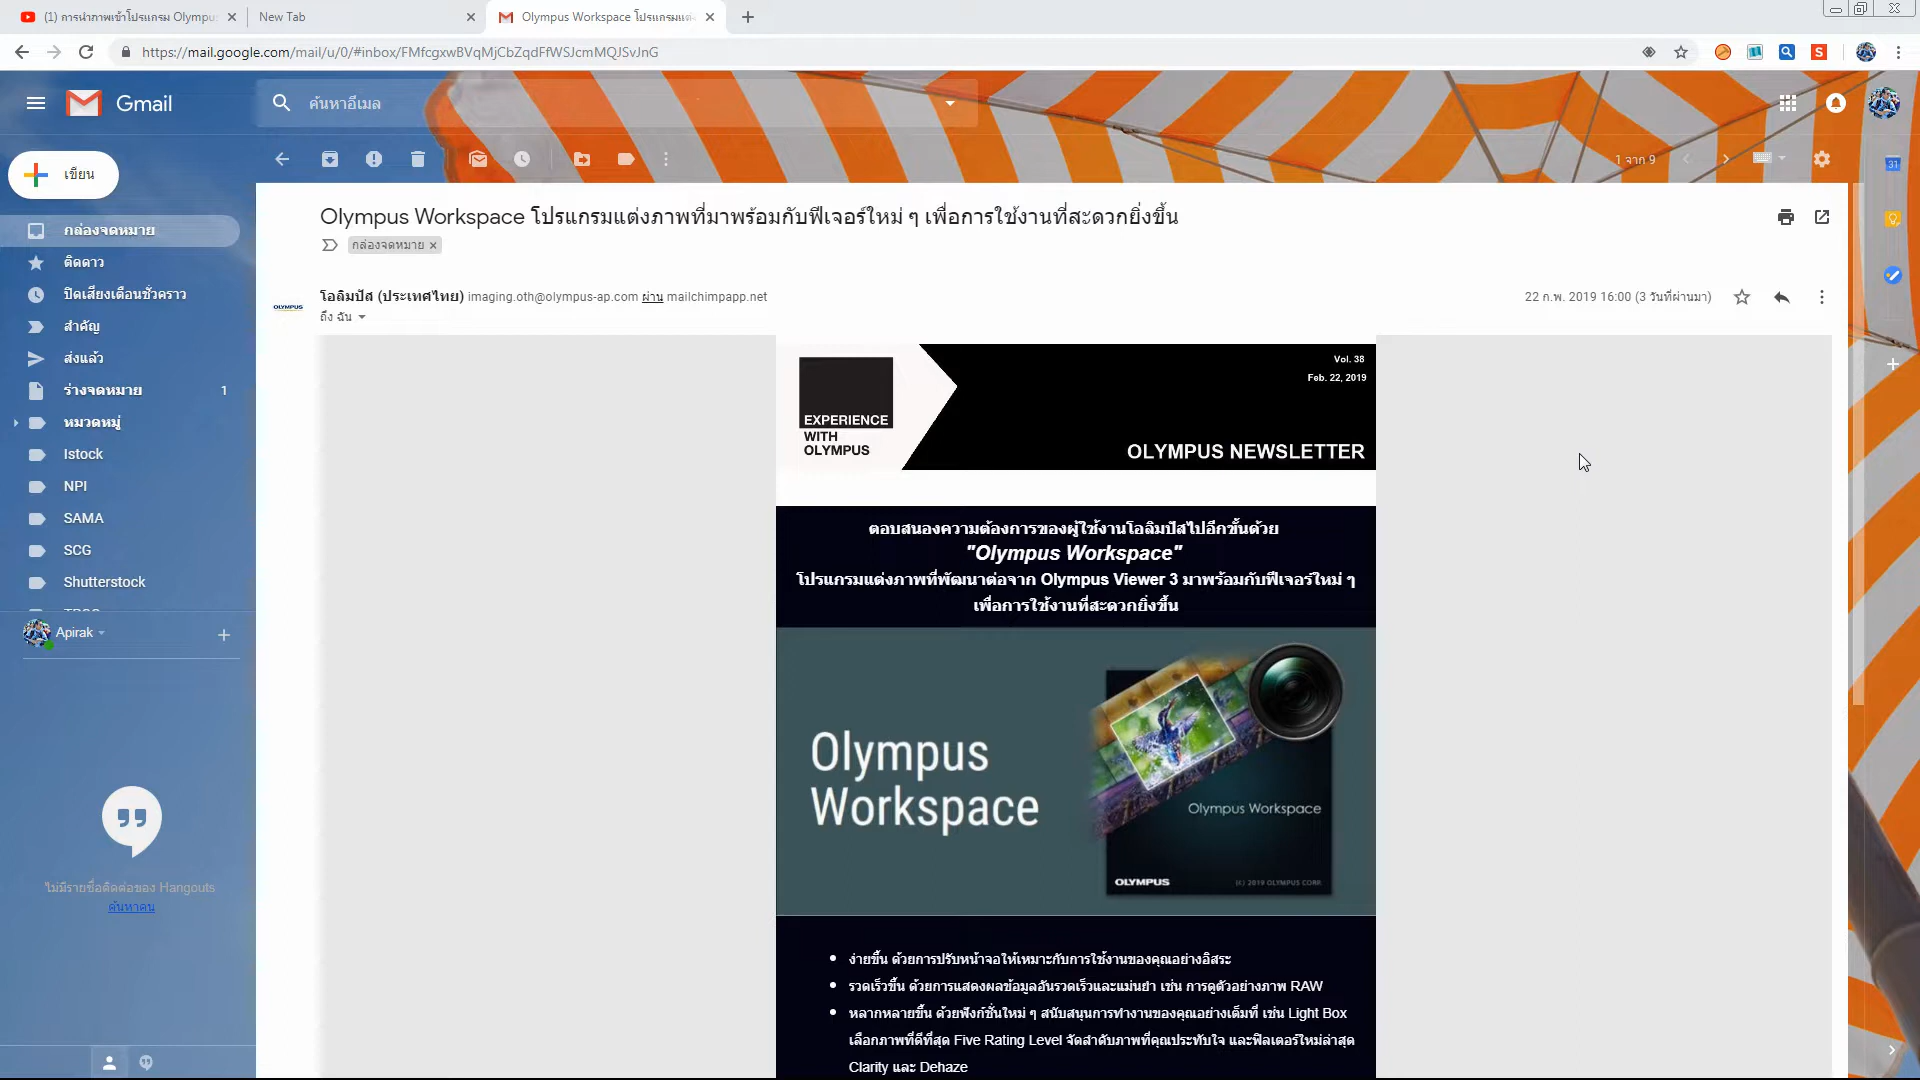 (1) การนำภาพเข้าโปรแกรม Olympu
New Tab
Olympus Workspace โปรแกรมแต่ง
https://mail.google.com/mail/u/0/#inbox/FMfcgxwBVqMjCbZqdFfWSJcmMQJSvJnG
Gmail
ค้นหาอีเมล
เขียน
1 จาก 9
31
กล่องจดหมาย
ติดดาว
ปิดเสียงเตือนชั่วคราว
สำคัญ
ส่งแล้ว
ร่างจดหมาย 1
หมวดหมู่
Istock
NPI
SAMA
SCG
Shutterstock
Apirak
ไม่มีรายชื่อติดต่อของ Hangouts
ค้นหาคน
Olympus Workspace โปรแกรมแต่งภาพที่มาพร้อมกับฟีเจอร์ใหม่ ๆ เพื่อการใช้งานที่สะดวกยิ่งขึ้น
กล่องจดหมาย x
โอลิมปัส (ประเทศไทย) imaging.oth@olympus-ap.com ผ่าน mailchimpapp.net
22 ก.พ. 2019 16:00 (3 วันที่ผ่านมา)
OLYMPUS
ถึง ฉัน
Vol. 38
Feb. 22, 2019
EXPERIENCE
WITH
OLYMPUS
OLYMPUS NEWSLETTER
ตอบสนองความต้องการของผู้ใช้งานโอลิมปัสไปอีกขั้นด้วย
"Olympus Workspace"
โปรแกรมแต่งภาพที่พัฒนาต่อจาก Olympus Viewer 3 มาพร้อมกับฟีเจอร์ใหม่ ๆ
เพื่อการใช้งานที่สะดวกยิ่งขึ้น
Olympus
Workspace
Olympus Workspace
OLYMPUS
(C) 2019 OLYMPUS CORP.
ง่ายขึ้น ด้วยการปรับหน้าจอให้เหมาะกับการใช้งานของคุณอย่างอิสระ
รวดเร็วขึ้น ด้วยการแสดงผลข้อมูลอันรวดเร็วและแม่นยำ เช่น การดูตัวอย่างภาพ RAW
หลากหลายขึ้น ด้วยฟังก์ชั่นใหม่ ๆ สนับสนุนการทำงานของคุณอย่างเต็มที่ เช่น Light Box
เลือกภาพที่ดีที่สุด Five Rating Level จัดลำดับภาพที่คุณประทับใจ และฟิลเตอร์ใหม่ล่าสุด
Clarity และ Dehaze